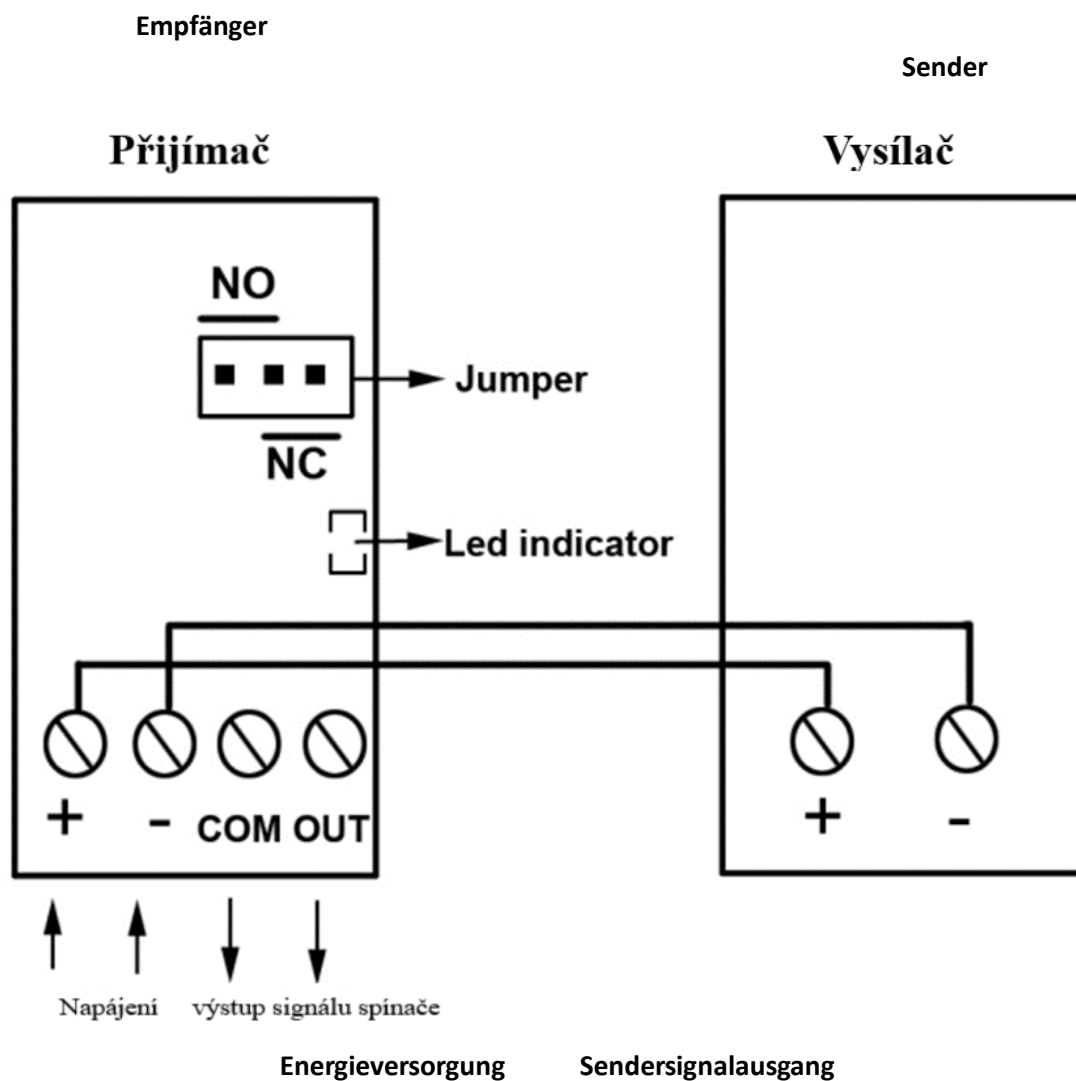 Empfänger
Sender
Přijímač
Vysílač
NO
Jumper
NC
Led indicator
+ - COM OUT
+ -
Napájení výstup signálu spínače
Energieversorgung Sendersignalausgang